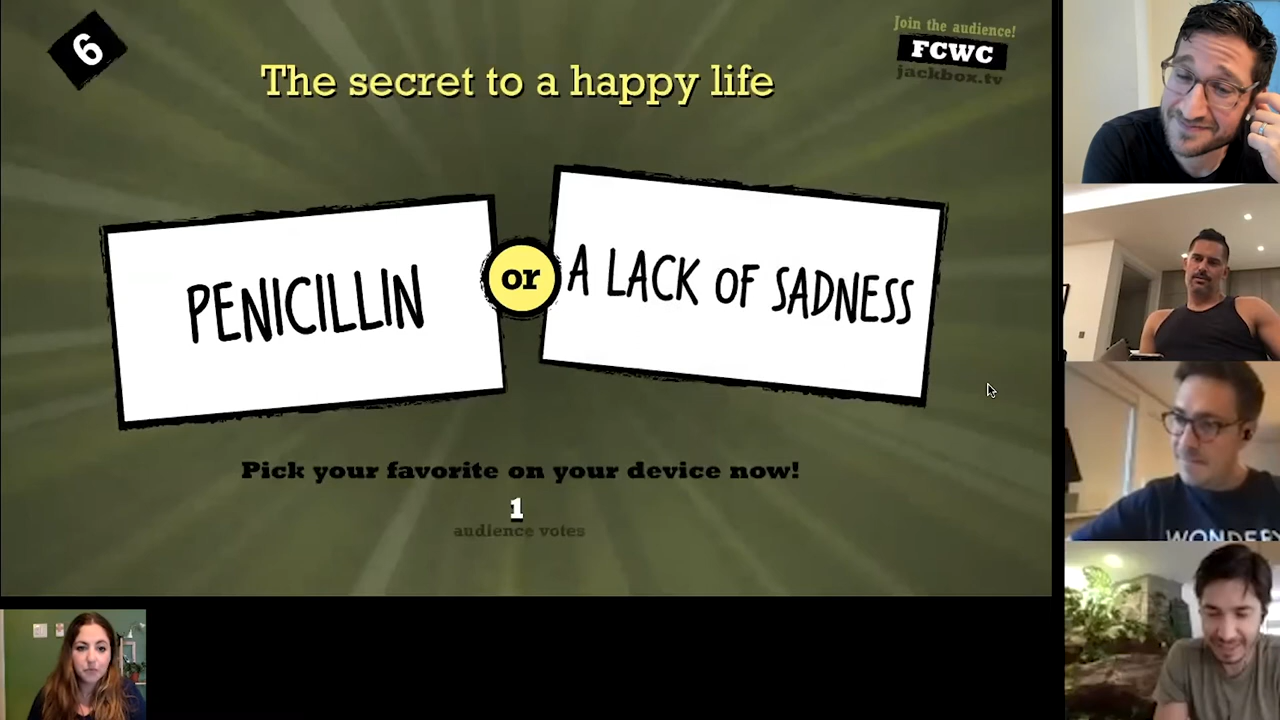 6
Join the audience!
FCWC
jackbox.tv
The secret to a happy life
PENICILLIN
or
A LACK OF SADNESS
Pick your favorite on your device now!
1
audience votes